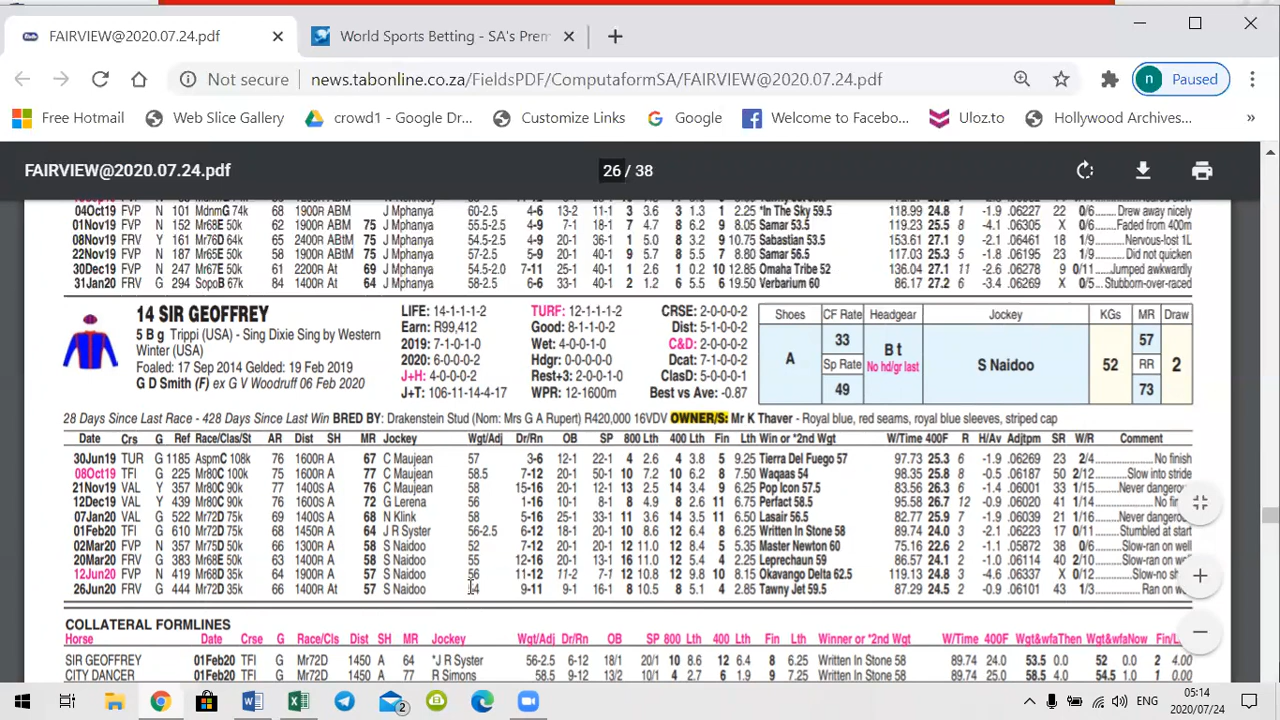 FAIRVIEW@2020.07.24.pdf
World Sports Betting - SA's Prem
Not secure
news.tabonline.co.za/FieldsPDF/ComputaformSA/FAIRVIEW@2020.07.24.pdf
n Paused
Free Hotmail
Web Slice Gallery
crowd1 - Google Dr...
Customize Links
Google
Welcome to Facebo...
Uloz.to
Hollywood Archives...
»
FAIRVIEW@2020.07.24.pdf
26 / 38
04Oct19 FVP N 101 MdnmG 74k 68 1900R ABM J Mphanya 60-2.5 4-6 13-2 11-1 3 3.6 3 1.3 1 2.25 *In The Sky 59.5 118.99 24.8 1 -1.9 .06295 22 0/6 Drew away nicely
01Nov19 FVP N 152 Mr68E 50k 62 1900R ABM 75 J Mphanya 55.5-2.5 4-9 7-1 18-1 7 4.7 8 6.2 9 8.05 Samar 53.5 119.23 25.5 8 -4.1 .06305 X 0/6 Faded from 400m
08Nov19 FRV Y 161 Mr76D 64k 65 2400R ABtM 75 J Mphanya 54.5-2.5 4-9 20-1 36-1 1 5.0 8 3.2 9 10.75 Sabastian 53.5 153.61 27.1 9 -2.1 .06461 18 1/9 Nervous-lost 1L
22Nov19 FVP N 187 Mr65E 50k 58 1900R ABtM 75 J Mphanya 57-2.5 5-9 20-1 18-1 9 5.7 8 5.5 7 8.80 Samar 56.5 117.03 25.3 5 -1.8 .06195 23 1/9 Did not quicken
30Dec19 FVP N 247 Mr66E 50k 61 2200R At 69 J Mphanya 54.5-2.0 7-11 25-1 40-1 1 2.6 1 0.2 10 12.85 Omaha Tribe 52 136.04 27.1 11 -2.6 .06278 9 0/11 Jumped awkwardly
31Jan20 FRV G 294 SopoB 67k 84 1400R At 64 J Mphanya 58-2.5 6-6 33-1 40-1 2 1.2 6 5.5 6 19.50 Verbarium 60 86.17 27.2 6 -3.4 .06269 X 0/5 Stubborn-over-raced
14 SIR GEOFFREY
5 B g Trippi (USA) - Sing Dixie Sing by Western
Winter (USA)
Foaled: 17 Sep 2014 Gelded: 19 Feb 2019
G D Smith (F) ex G V Woodruff 06 Feb 2020
LIFE: 14-1-1-1-2 TURF: 12-1-1-1-2 CRSE: 2-0-0-0-2
Earn: R99,412 Good: 8-1-1-0-2 Dist: 5-1-0-0-2
2019: 7-1-0-1-0 Wet: 4-0-0-1-0 C&D: 2-0-0-0-2
2020: 6-0-0-0-2 Hdgr: 0-0-0-0-0 Dcat: 7-1-0-1-2
J+H: 4-0-0-0-2 Rest+3: 2-0-0-1-0 ClasD: 5-0-0-0-1
J+T: 106-11-14-4-17 WPR: 12-1600m Best vs Ave: -0.87
Shoes CF Rate Headgear Jockey KGs MR Draw
A 33 B t S Naidoo 52 57 2
No hd/gr last
Sp Rate RR
49 73
28 Days Since Last Race - 428 Days Since Last Win BRED BY: Drakenstein Stud (Nom: Mrs G A Rupert) R420,000 16VDV OWNER/S: Mr K Thaver - Royal blue, red seams, royal blue sleeves, striped cap
Date Crs G Ref Race/Cls/St AR Dist SH MR Jockey Wgt/Adj Dr/Rn OB SP 800 Lth 400 Lth Fin Lth Win or *2nd Wgt W/Time 400F R H/Av Adjtpm SR W/R Comment
30Jun19 TUR G 1185 AspmC 108k 76 1600R A 67 C Maujean 57 3-6 12-1 22-1 4 2.6 4 3.8 5 9.25 Tierra Del Fuego 57 97.73 25.3 6 -1.9 .06269 23 2/4 No finish
08Oct19 TFI G 225 Mr80C 100k 75 1600R A 77 C Maujean 58.5 7-12 20-1 20-1 10 7.2 10 6.2 8 7.50 Waqaas 54 98.35 25.8 8 -0.5 .06187 50 2/12 Slow into stride
21Nov19 VAL Y 357 Mr80C 90k 77 1400S A 76 C Maujean 58 15-16 20-1 12-1 13 2.5 14 3.4 9 6.25 Pop Icon 57.5 83.56 26.3 6 -1.4 .06001 33 1/15 Never dangerou
12Dec19 VAL Y 439 Mr80C 90k 76 1600S A 72 G Lerena 56 1-16 10-1 8-1 8 4.9 8 2.6 11 6.75 Perfact 58.5 95.58 26.7 12 -0.9 .06020 41 1/14 No fi
07Jan20 VAL G 522 Mr72D 75k 69 1400S A 68 N Klink 58 5-16 25-1 33-1 11 3.6 14 3.5 11 6.50 Lasair 56.5 82.77 25.9 7 -1.9 .06009 21 1/16 Never dangerou
01Feb20 TFI G 610 Mr72D 75k 68 1450S A 64 J R Syster 56-2.5 6-12 18-1 20-1 10 8.6 12 6.4 8 6.25 Written In Stone 58 89.74 24.0 5 -1.4 .06223 17 0/11 Stumbled at start
02Mar20 FVP N 357 Mr75D 50k 66 1300R A 58 S Naidoo 52 7-12 20-1 20-1 12 11.0 12 8.4 5 5.35 Master Newton 60 75.16 22.6 2 -1.1 .05822 38 0/6 Slow-ran on wel
20Mar20 FRV G 383 Mr68E 50k 63 1400R A 58 S Naidoo 55 12-16 20-1 13-1 16 11.0 12 5.4 4 2.25 Leprechaun 59 86.57 24.1 2 -1.0 .06114 40 2/10 Slow-ran on well
12Jun20 FVP N 419 Mr68D 35k 64 1900R A 57 S Naidoo 56 11-12 11-2 7-1 12 10.8 12 9.8 10 8.15 Okavango Delta 62.5 119.13 24.8 3 -4.6 .06337 X 0/12 Slow-no sh
26Jun20 FRV G 444 Mr72D 35k 66 1400R At 57 S Naidoo 9-11 9-1 16-1 8 10.5 8 5.1 4 2.85 Tawny Jet 59.5 87.29 24.5 2 -0.9 .06101 43 1/3 Ran on w
COLLATERAL FORMLINES
Horse Date Crse G Race/Cls Dist SH MR Jockey Wgt/Adj Dr/Rn OB SP 800 Lth 400 Lth Fin Lth Winner or *2nd Wgt W/Time 400F Wgt&wfaThen Wgt&wfaNow Fin/L
SIR GEOFFREY 01Feb20 TFI G Mr72D 1450 S A 64 *J R Syster 56-2.5 6-12 18/1 20/1 10 8.6 12 6.4 8 6.25 Written In Stone 58 89.74 24.0 53.5 0.0 52 0.0 2 4.00
CITY DANCER 01Feb20 TFI G Mr72D 1450 S A 77 R Simons 58.5 7-12 13/2 10/1 4 2.7 6 1.9 Written In Stone 58 89.74 24.0 58.5 4.0 54.5 1.0
2
ENG
05:14
2020/07/24